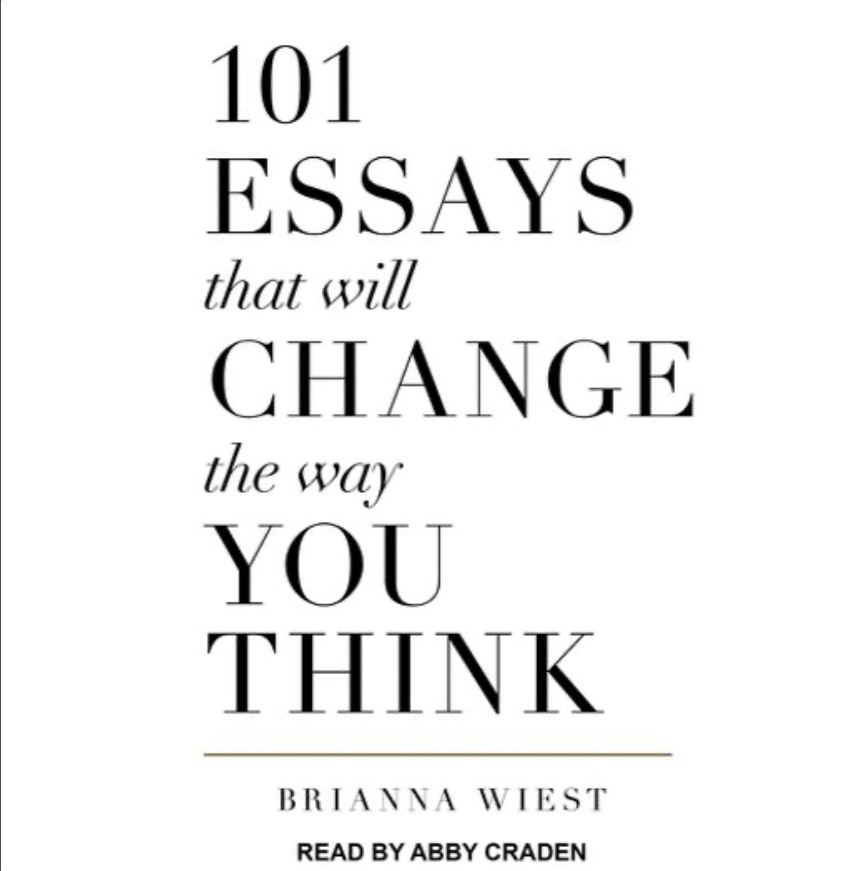 101
ESSAYS
that will
CHANGE
the way
YOU
THINK
BRIANNA WIEST
READ BY ABBY CRADEN